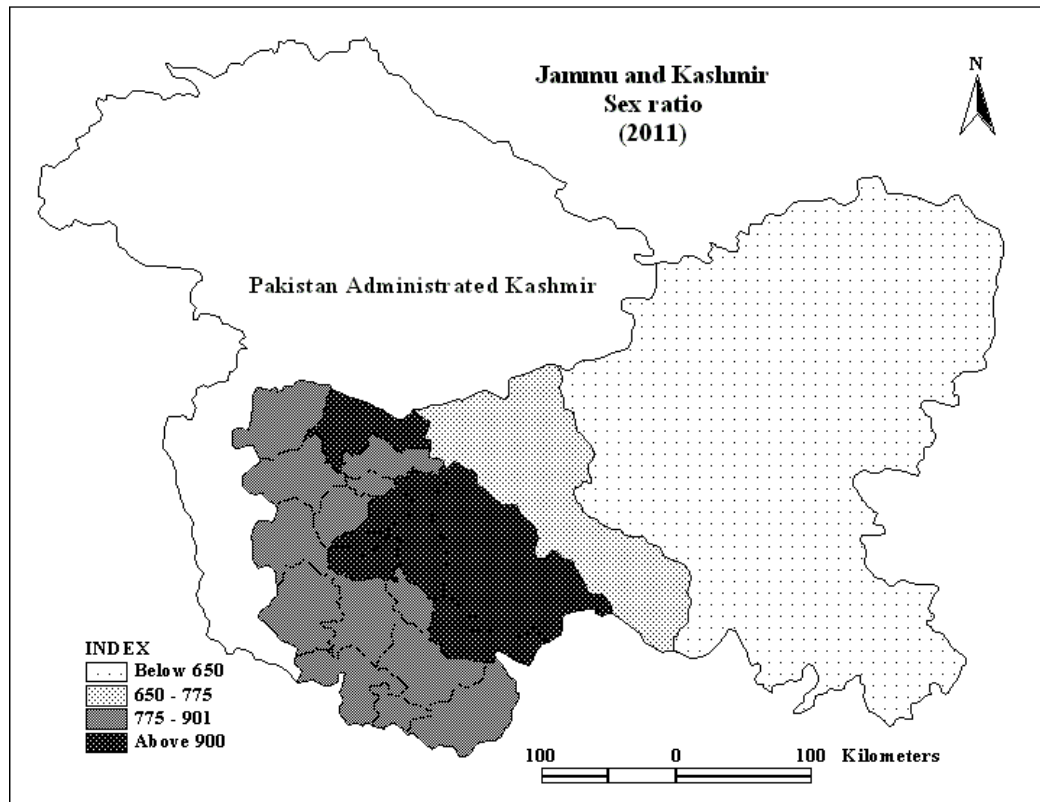 Jammu and Kashmir
Sex ratio
(2011)
N
Pakistan Administrated Kashmir
INDEX
Below 650
650 - 775
775 - 901
Above 900
100 0 100 Kilometers